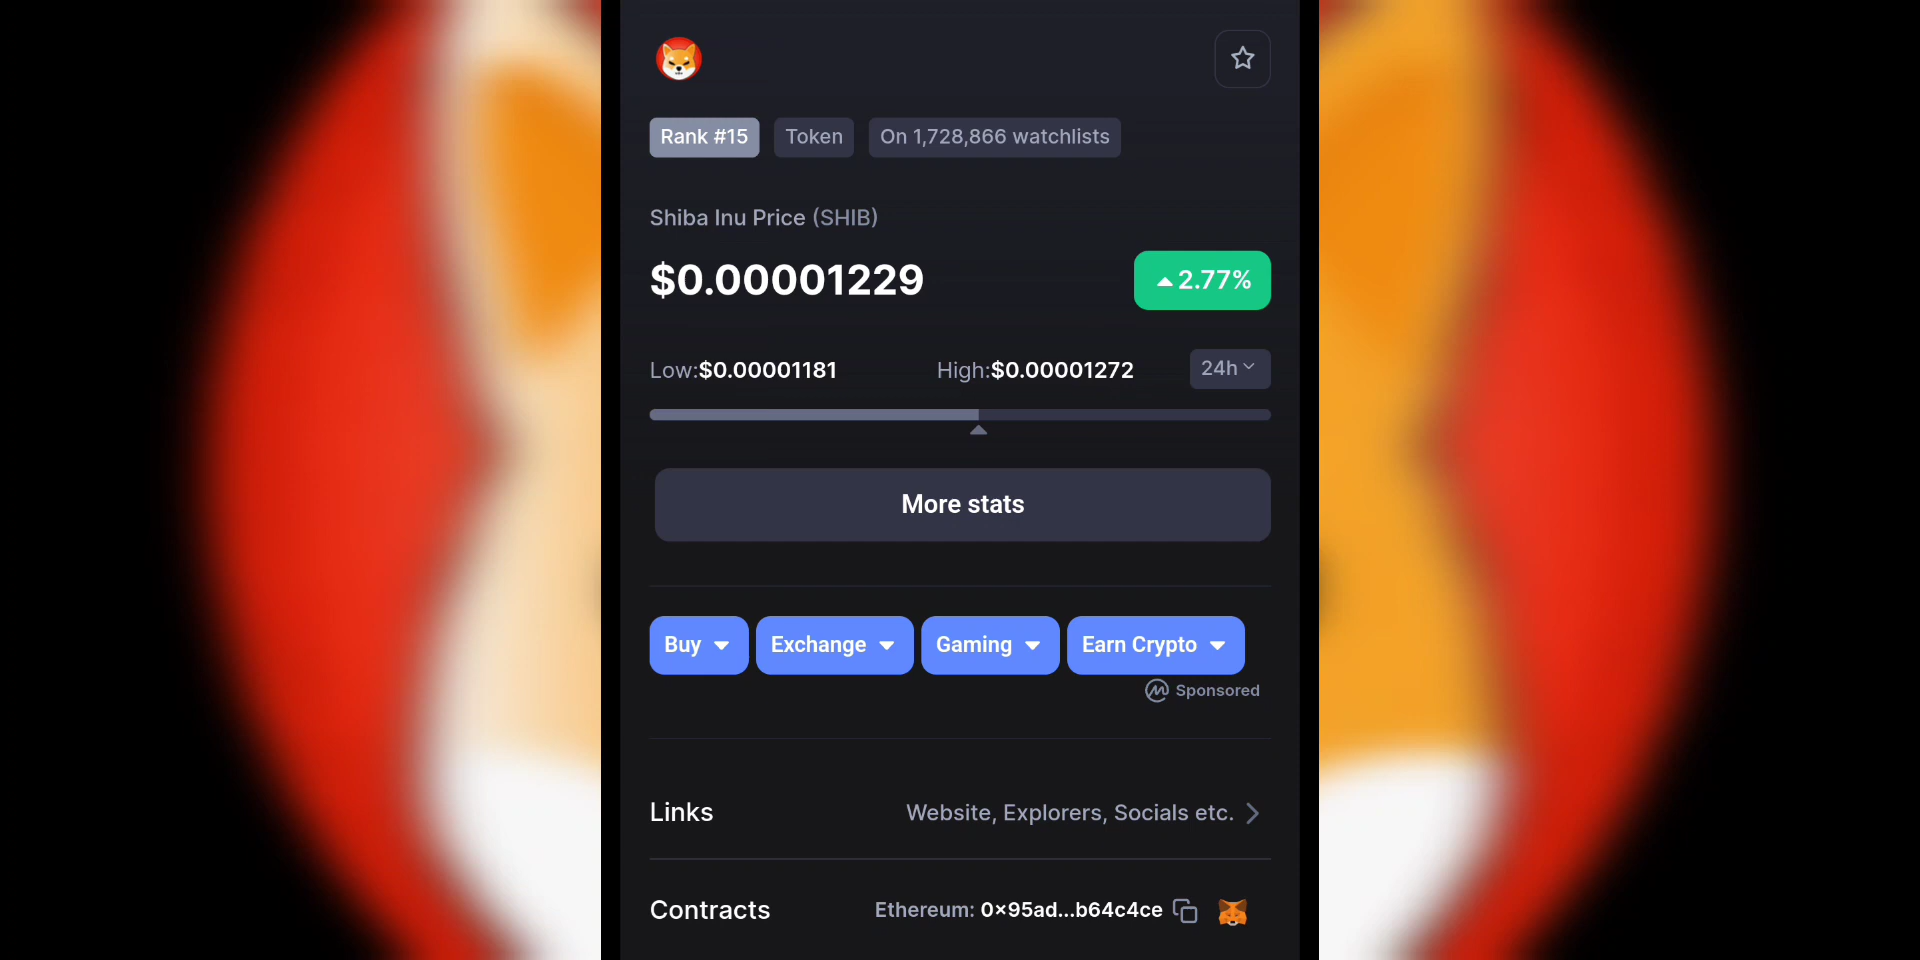 Rank #15 Token On 1,728,866 watchlists
Shiba Inu Price (SHIB)
$0.00001229 2.77%
Low:$0.00001181 High:$0.00001272 24h
More stats
Buy Exchange Gaming Earn Crypto
Sponsored
Links Website, Explorers, Socials etc.
Contracts Ethereum: 0×95ad...b64c4ce